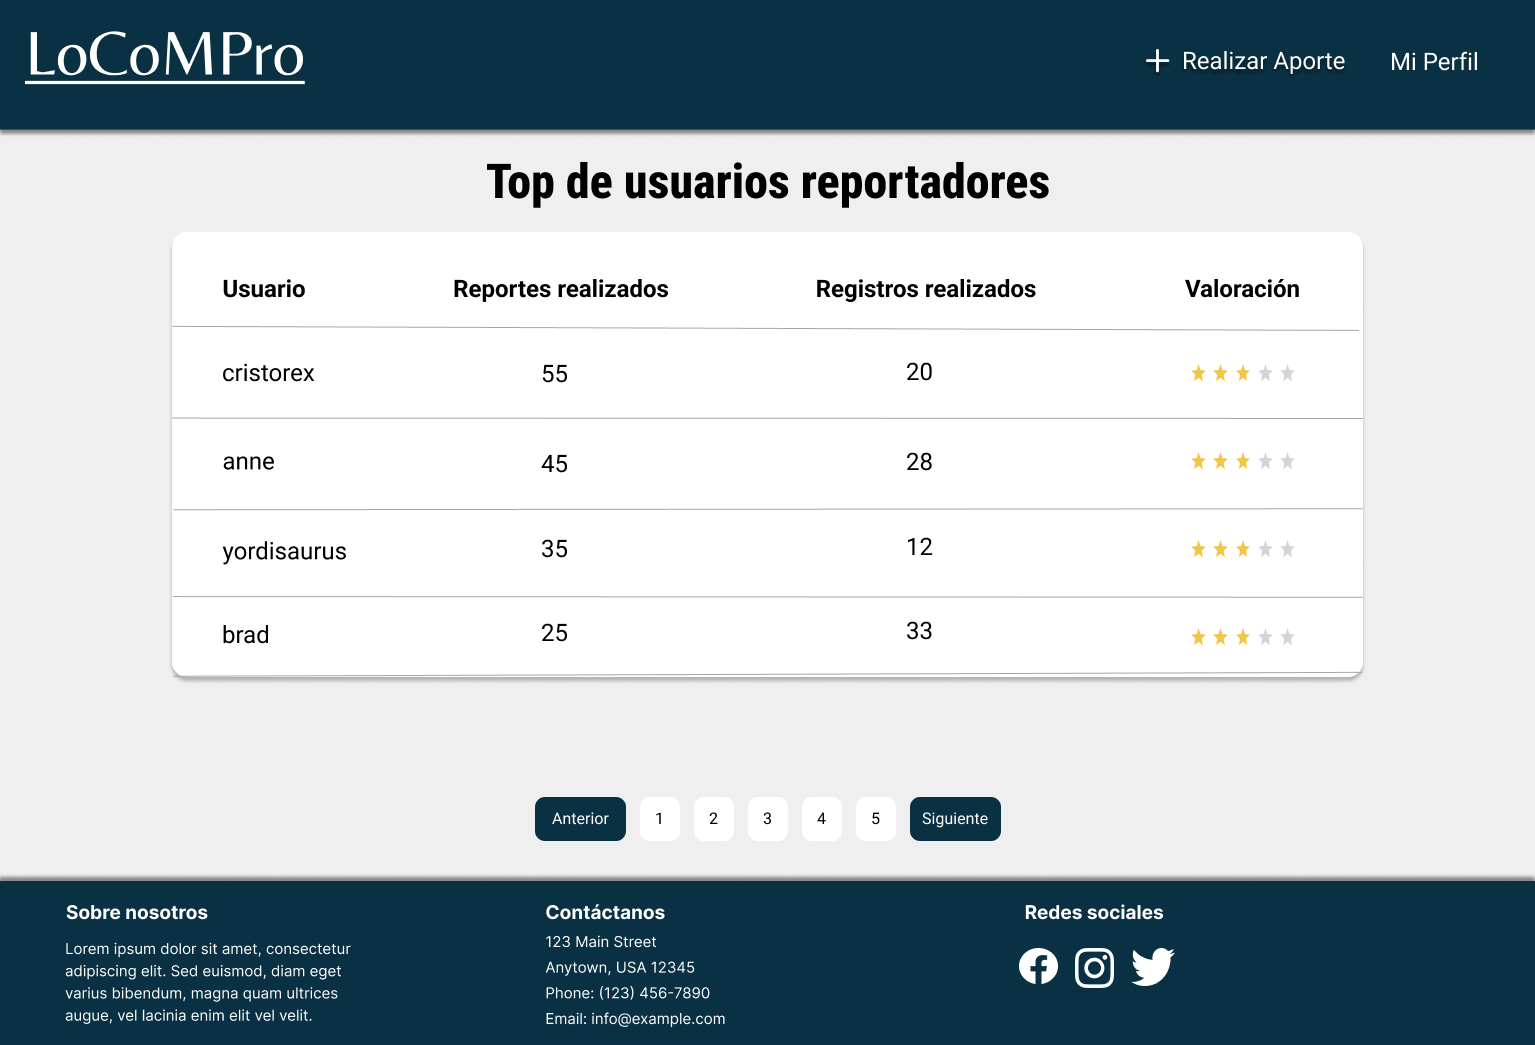 LoCoMPro
Realizar Aporte Mi Perfil
Top de usuarios reportadores
Usuario Reportes realizados Registros realizados Valoración
cristorex 55 20
anne 45 28
yordisaurus 35 12
brad 25 33
Anterior 1 2 3 4 5 Siguiente
Sobre nosotros
Lorem ipsum dolor sit amet, consectetur
adipiscing elit. Sed euismod, diam eget
varius bibendum, magna quam ultrices
augue, vel lacinia enim elit vel velit.
Contáctanos
123 Main Street
Anytown, USA 12345
Phone: (123) 456-7890
Email: info@example.com
Redes sociales